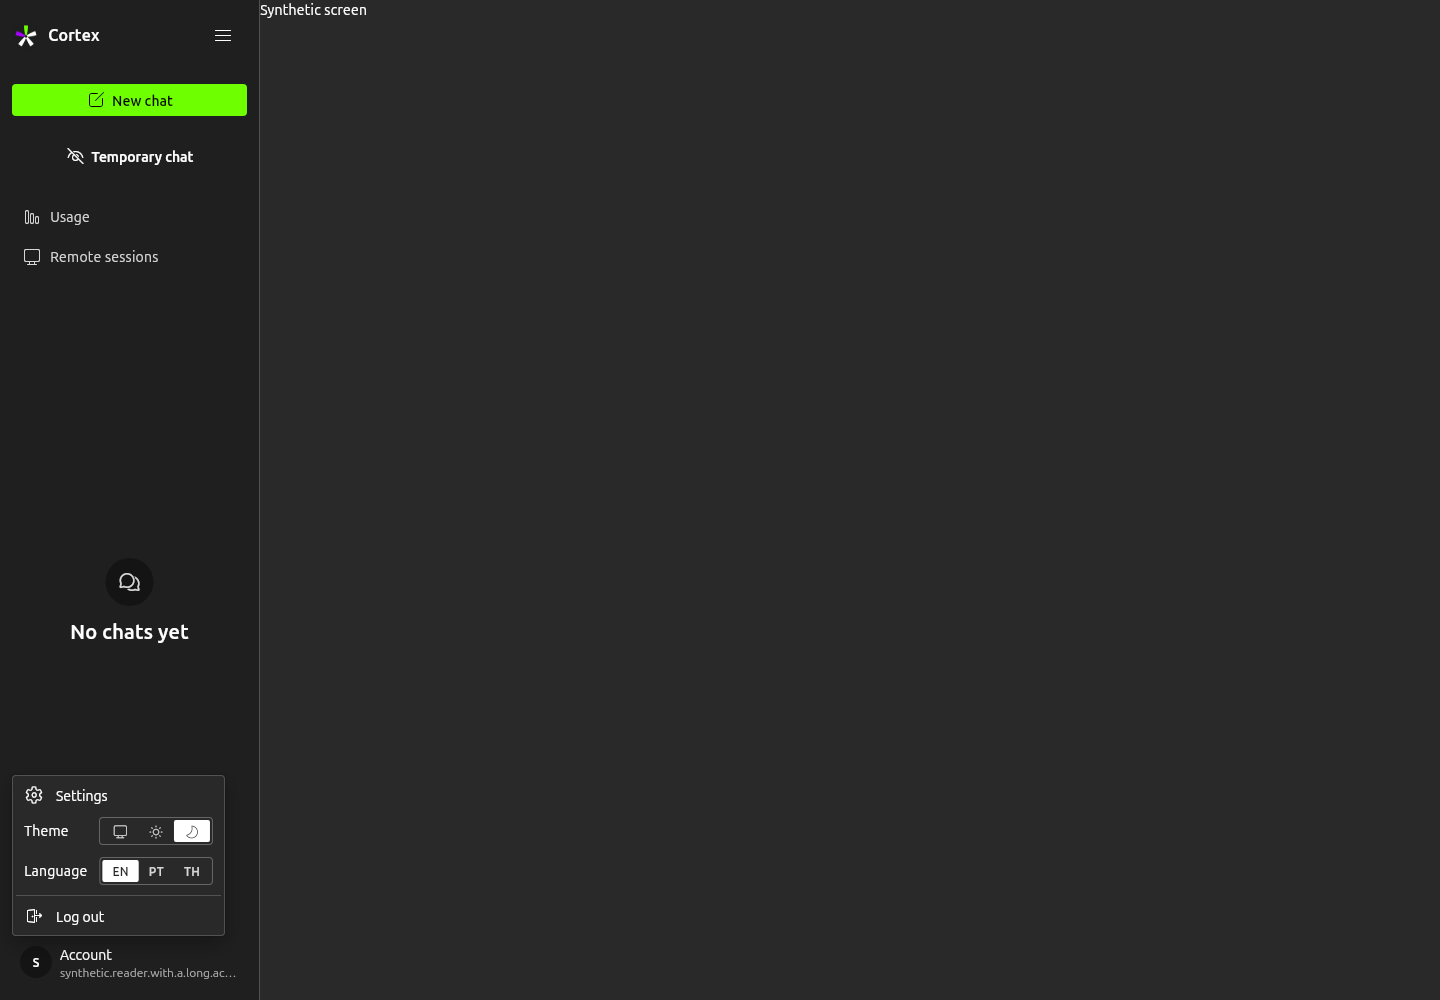 Cortex
Synthetic screen
New chat
Temporary chat
Usage
Remote sessions
No chats yet
Settings
Theme
Language EN PT TH
Log out
S
Account
synthetic.reader.with.a.long.ac…